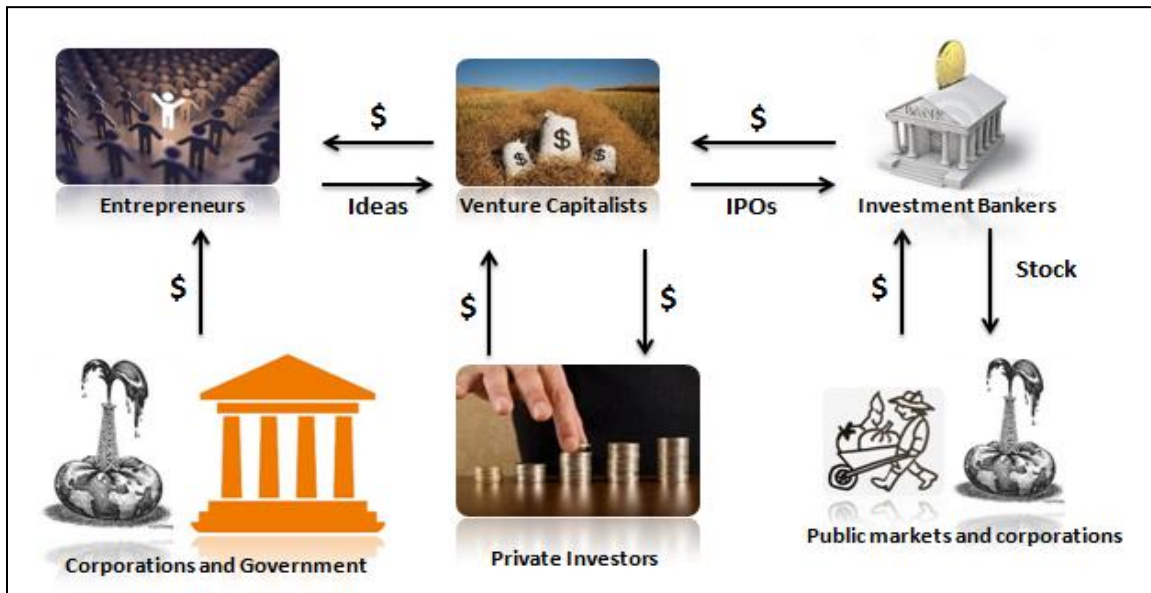 $
$
Entrepreneurs
Ideas
Venture Capitalists
IPOs
Investment Bankers
$
$
$
$
Stock
Corporations and Government
Private Investors
Public markets and corporations